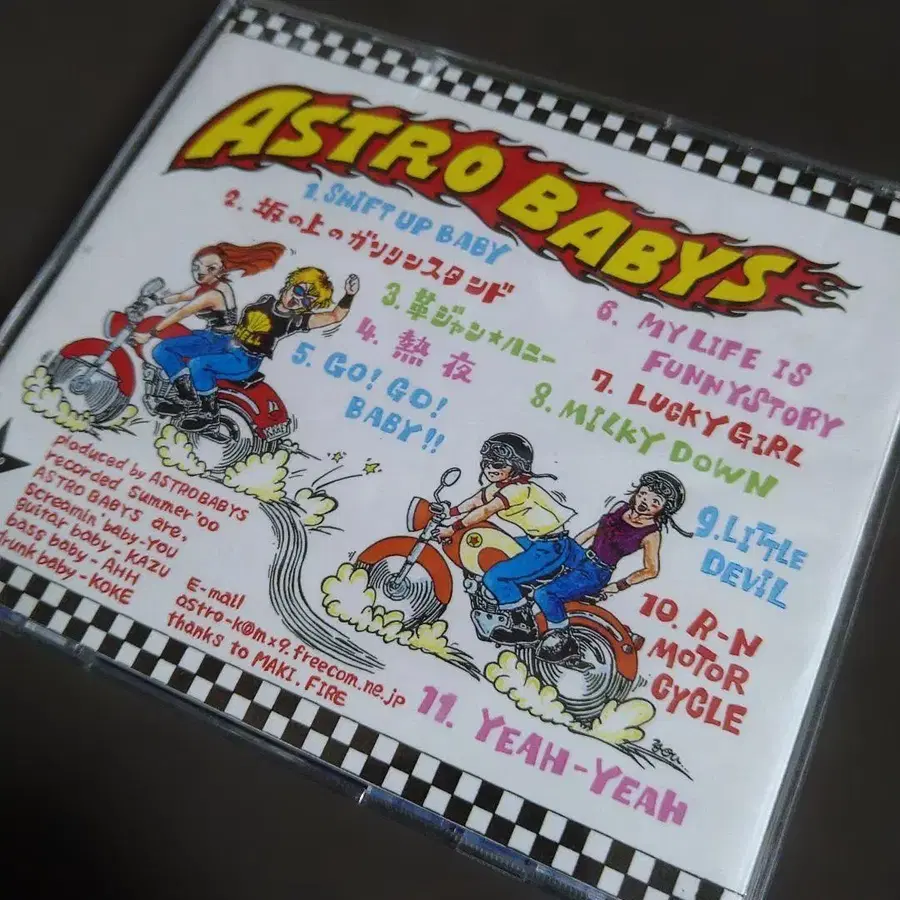 ASTRO BABYS
1. SHIFT UP BABY
2. 坂の上のガソリンスタンド
3. 革ジャン★ハニー
4. 熱夜
5. GO! GO!
BABY!!
6. MY LIFE IS
FUNNYSTORY
7. LUCKY GIRL
8. MILKY DOWN
9. LITTLE
DEVIL
10. R-N
MOTOR
CYCLE
11. YEAH-YEAH
ploduced by ASTROBABYS
recorded Summer'00
ASTRO BABYS are,
Screamin'baby-YOU
guitar baby-KAZU
bass baby-AHH
drunk baby-KOKE
E-mail
astro-k@mx9.freecom.ne.jp
thanks to MAKI.FIRE
you..